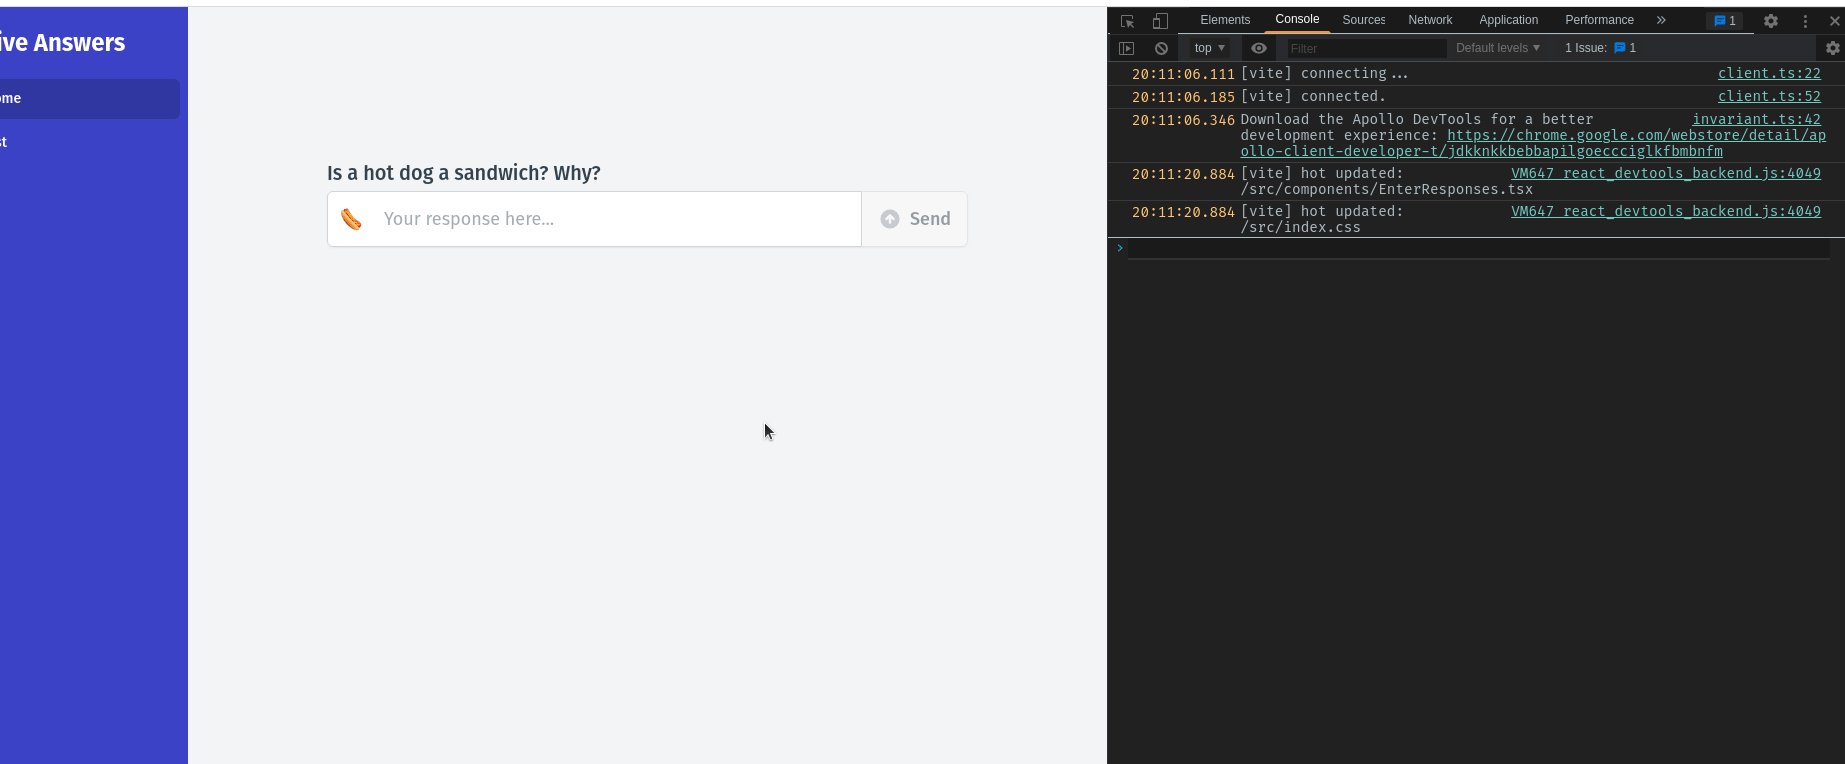 ive Answers
ome
st
Is a hot dog a sandwich? Why?
Your response here...
Send
Elements Console Sources Network Application Performance » 1
top ▼ Filter Default levels ▼ 1 Issue: 1
20:11:06.111 [vite] connecting... client.ts:22
20:11:06.185 [vite] connected. client.ts:52
20:11:06.346 Download the Apollo DevTools for a better invariant.ts:42
development experience: https://chrome.google.com/webstore/detail/ap
ollo-client-developer-t/jdkknkkbebbapilgoeccciglkfbmbnfm
20:11:20.884 [vite] hot updated: VM647 react_devtools_backend.js:4049
/src/components/EnterResponses.tsx
20:11:20.884 [vite] hot updated: VM647 react_devtools_backend.js:4049
/src/index.css